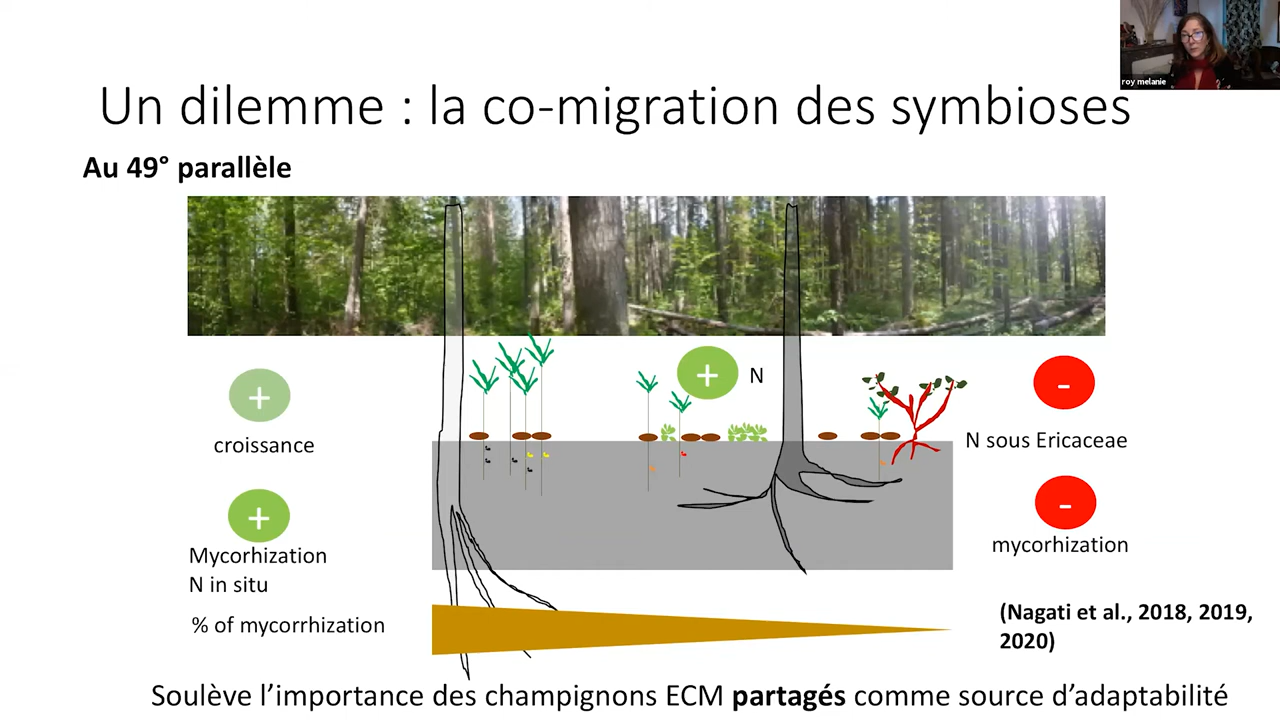 roy melanie
Un dilemme : la co-migration des symbioses
Au 49° parallèle
+
+
N
-
croissance
N sous Ericaceae
+
-
Mycorhization
N in situ
mycorhization
% of mycorrhization
(Nagati et al., 2018, 2019,
2020)
Soulève l'importance des champignons ECM partagés comme source d'adaptabilité